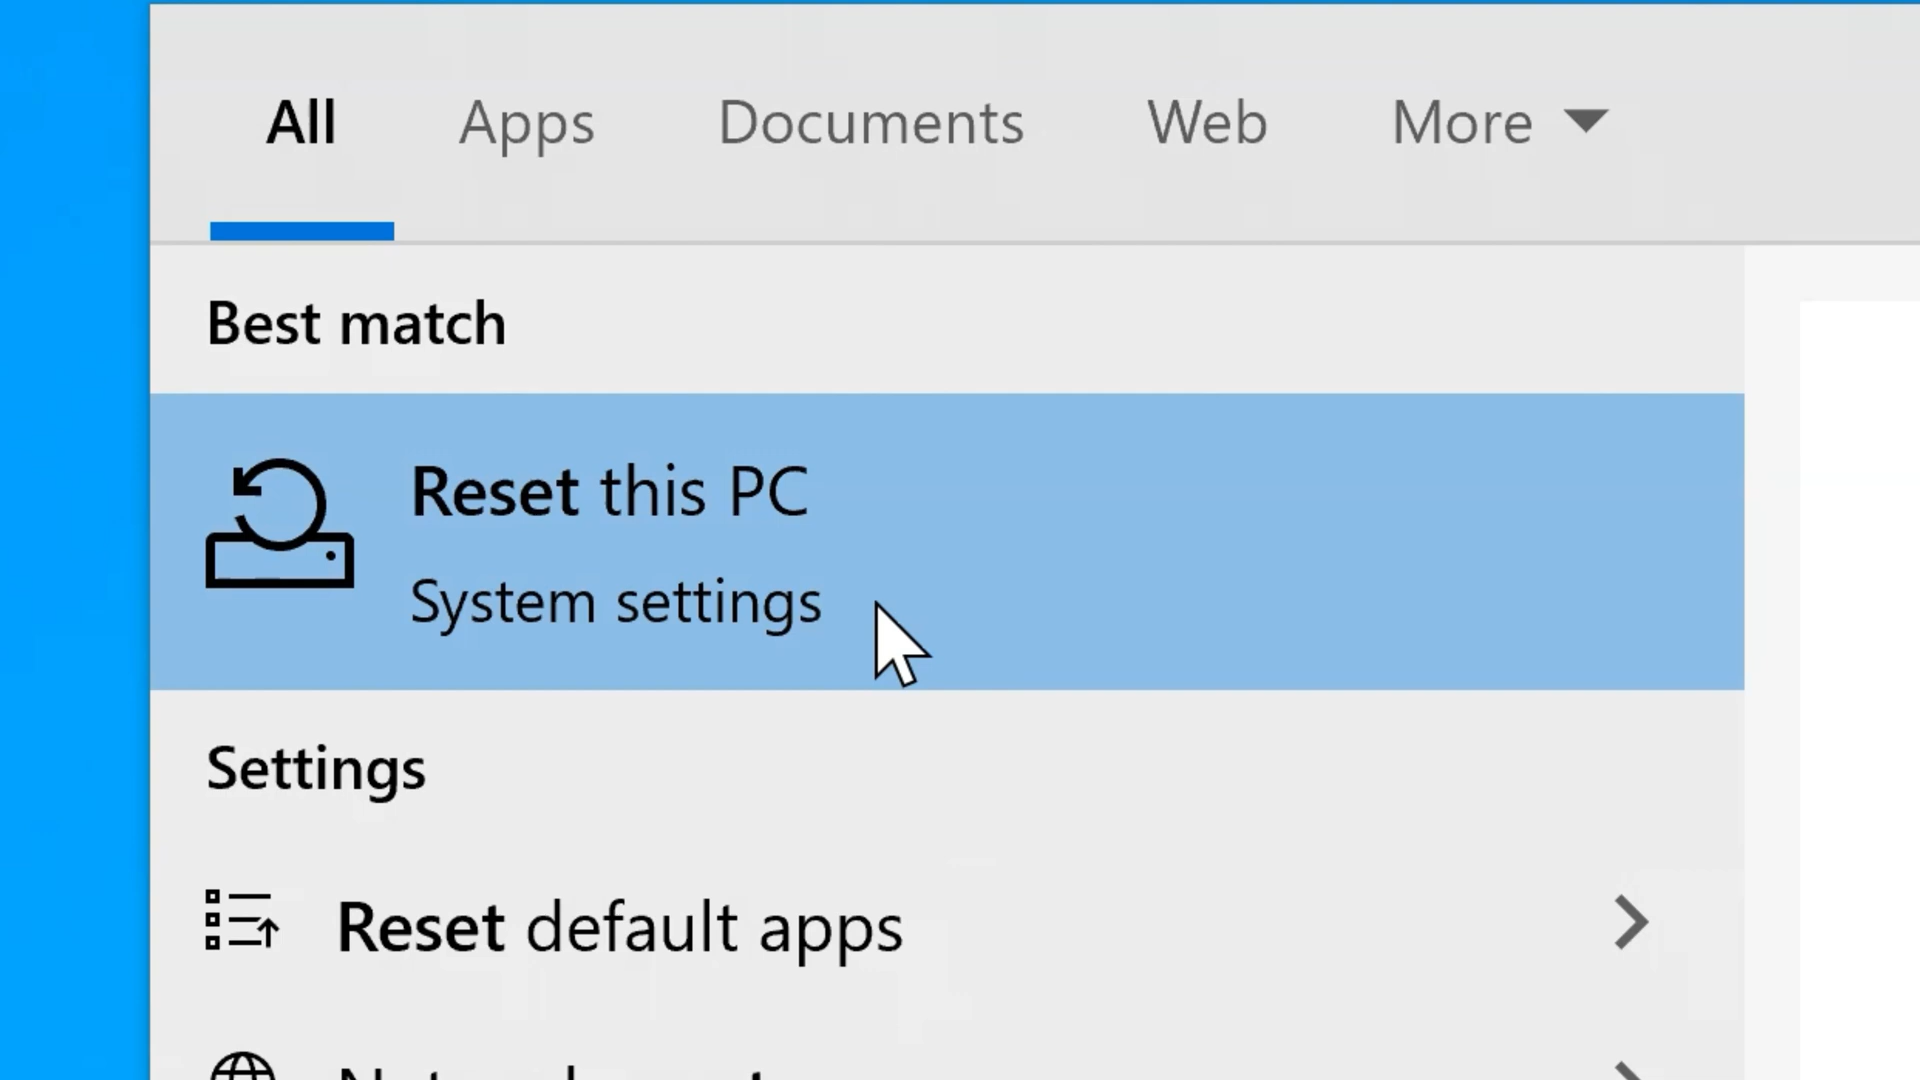 All Apps Documents Web More
Best match
Reset this PC
System settings
Settings
Reset default apps